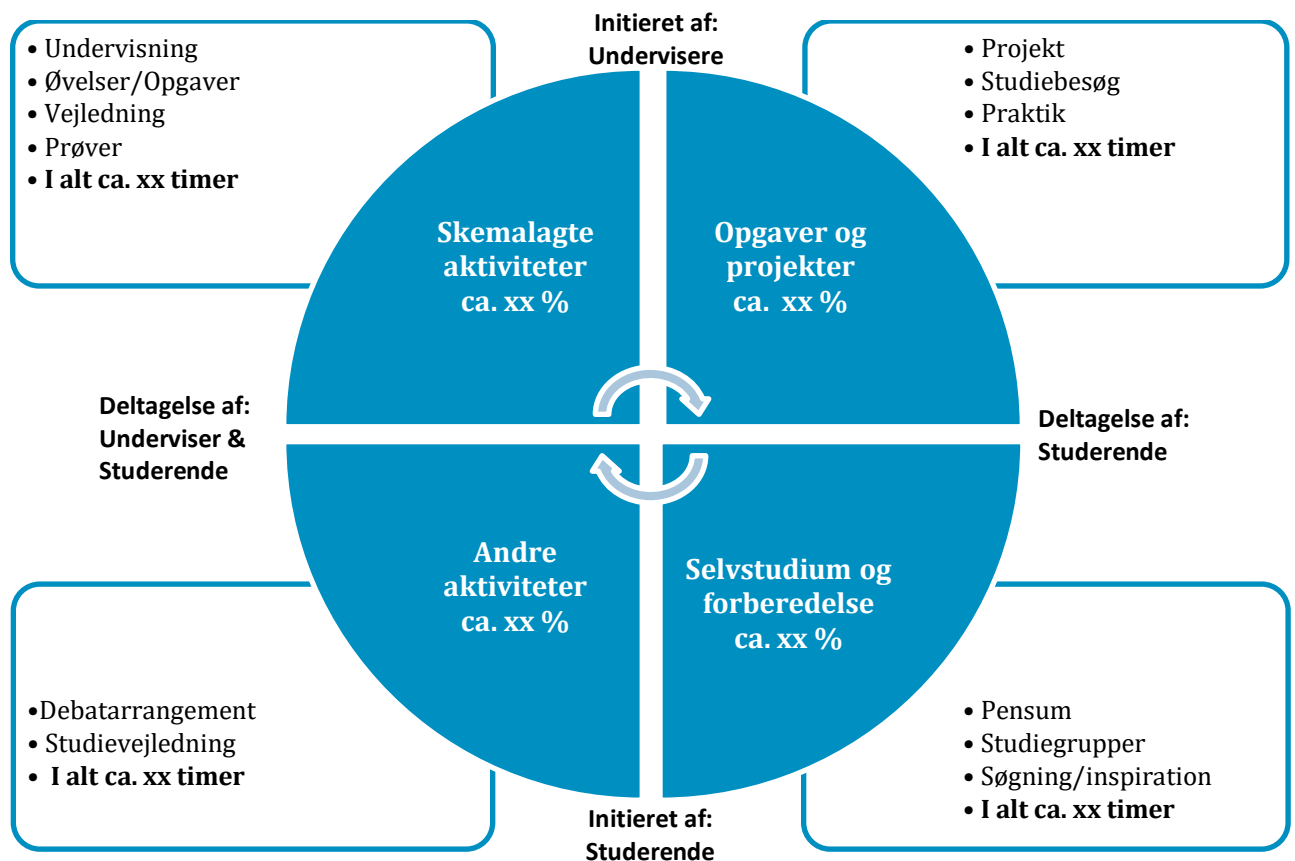 Initieret af:
Undervisere
• Undervisning
• Øvelser/Opgaver
• Vejledning
• Prøver
• I alt ca. xx timer
• Projekt
• Studiebesøg
• Praktik
• I alt ca. xx timer
Skemalagte
aktiviteter
ca. xx %
Opgaver og
projekter
ca. xx %
Deltagelse af:
Underviser &
Studerende
Deltagelse af:
Studerende
Andre
aktiviteter
ca. xx %
Selvstudium og
forberedelse
ca. xx %
•Debatarrangement
• Studievejledning
• I alt ca. xx timer
• Pensum
• Studiegrupper
• Søgning/inspiration
• I alt ca. xx timer
Initieret af:
Studerende